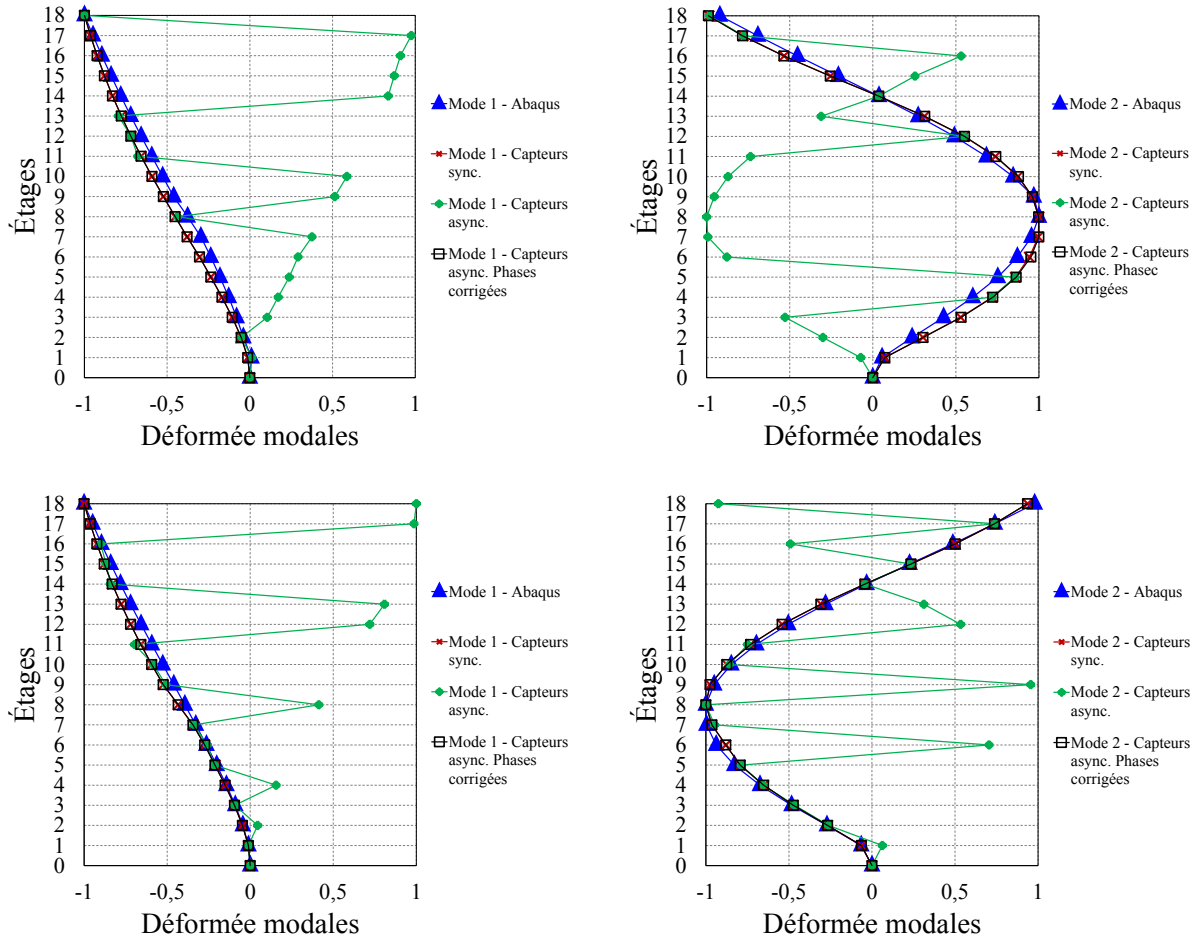 18
17
16
15
14
13
12
11
10
9
8
7
6
5
4
3
2
1
0
Étages
-1 -0,5 0 0,5 1
Déformée modales
Mode 1 - Abaqus
Mode 1 - Capteurs
sync.
Mode 1 - Capteurs
async.
Mode 1 - Capteurs
async. Phases
corrigées
18
17
16
15
14
13
12
11
10
9
8
7
6
5
4
3
2
1
0
Étages
-1 -0,5 0 0,5 1
Déformée modales
Mode 2 - Abaqus
Mode 2 - Capteurs
sync.
Mode 2 - Capteurs
async.
Mode 2 - Capteurs
async. Phasec
corrigées
18
17
16
15
14
13
12
11
10
9
8
7
6
5
4
3
2
1
0
Étages
-1 -0,5 0 0,5 1
Déformée modales
Mode 1 - Abaqus
Mode 1 - Capteurs
sync.
Mode 1 - Capteurs
async.
Mode 1 - Capteurs
async. Phases
corrigées
18
17
16
15
14
13
12
11
10
9
8
7
6
5
4
3
2
1
0
Étages
-1 -0,5 0 0,5 1
Déformée modales
Mode 2 - Abaqus
Mode 2 - Capteurs
sync.
Mode 2 - Capteurs
async.
Mode 2 - Capteurs
async. Phases
corrigées